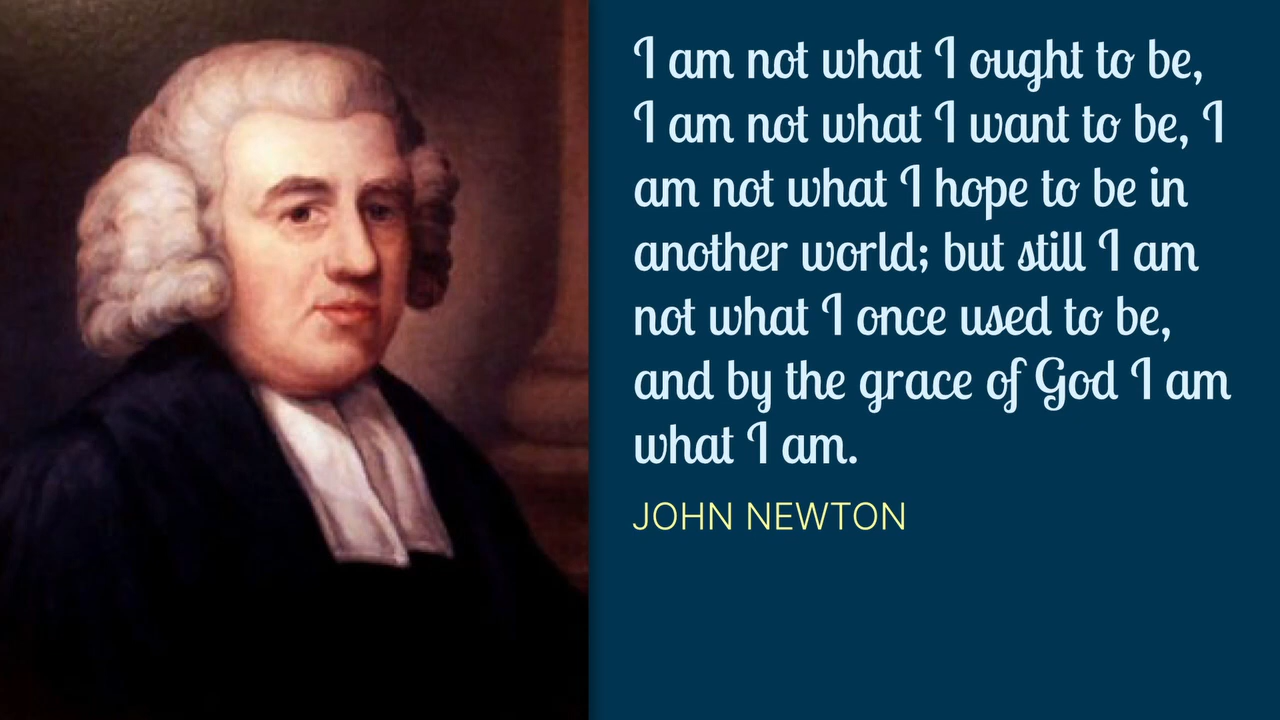 I am not what I ought to be,
I am not what I want to be, I
am not what I hope to be in
another world; but still I am
not what I once used to be,
and by the grace of God I am
what I am.
JOHN NEWTON